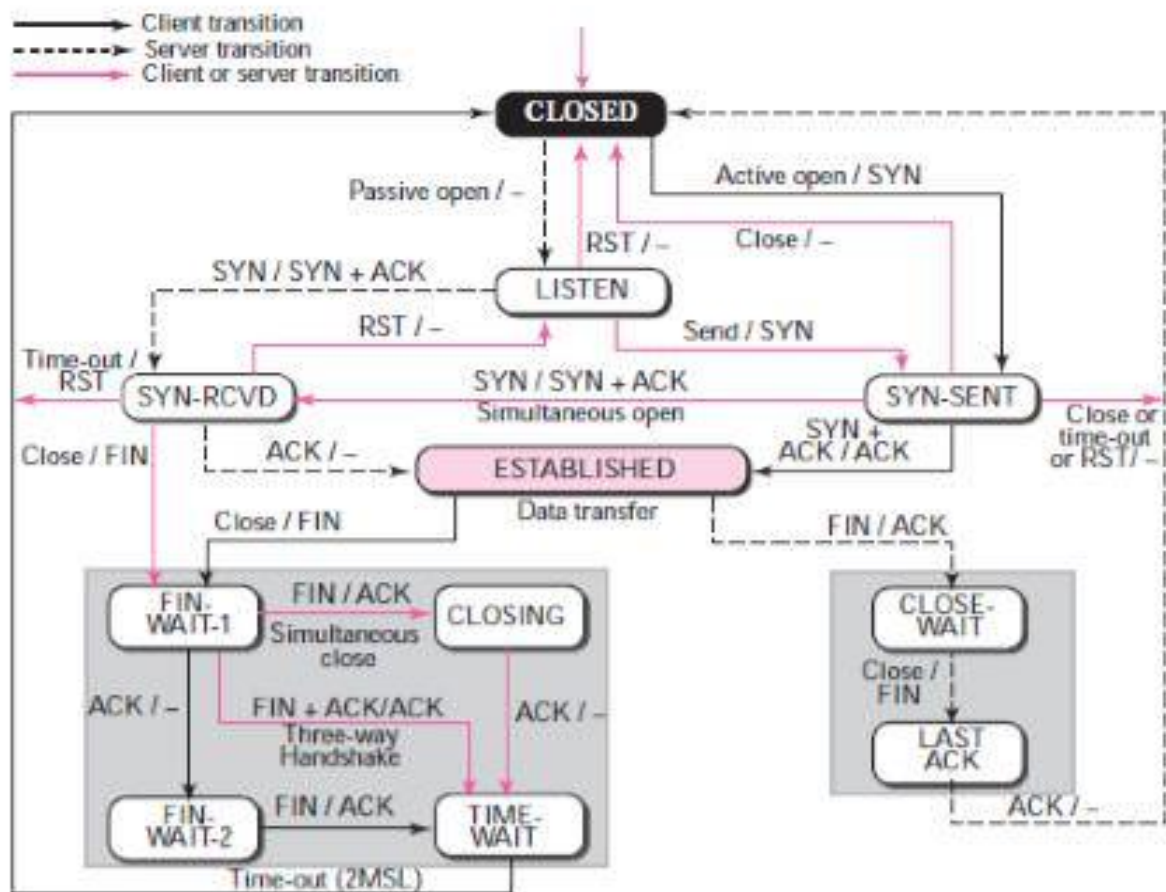 Client transition
Server transition
Client or server transition
CLOSED
Passive open / –
Active open / SYN
RST / –
Close / –
SYN / SYN + ACK
LISTEN
RST / –
Send / SYN
Time-out /
RST
SYN-RCVD
SYN / SYN + ACK
Simultaneous open
SYN-SENT
Close or
time-out
or RST / –
Close / FIN
ACK / –
SYN +
ACK / ACK
ESTABLISHED
Data transfer
Close / FIN
FIN / ACK
FIN-
WAIT-1
FIN / ACK
Simultaneous
close
CLOSING
CLOSE-
WAIT
Close /
FIN
ACK / –
FIN + ACK/ACK
Three-way
Handshake
ACK / –
LAST
ACK
FIN-
WAIT-2
FIN / ACK
TIME-
WAIT
ACK / –
Time-out (2MSL)